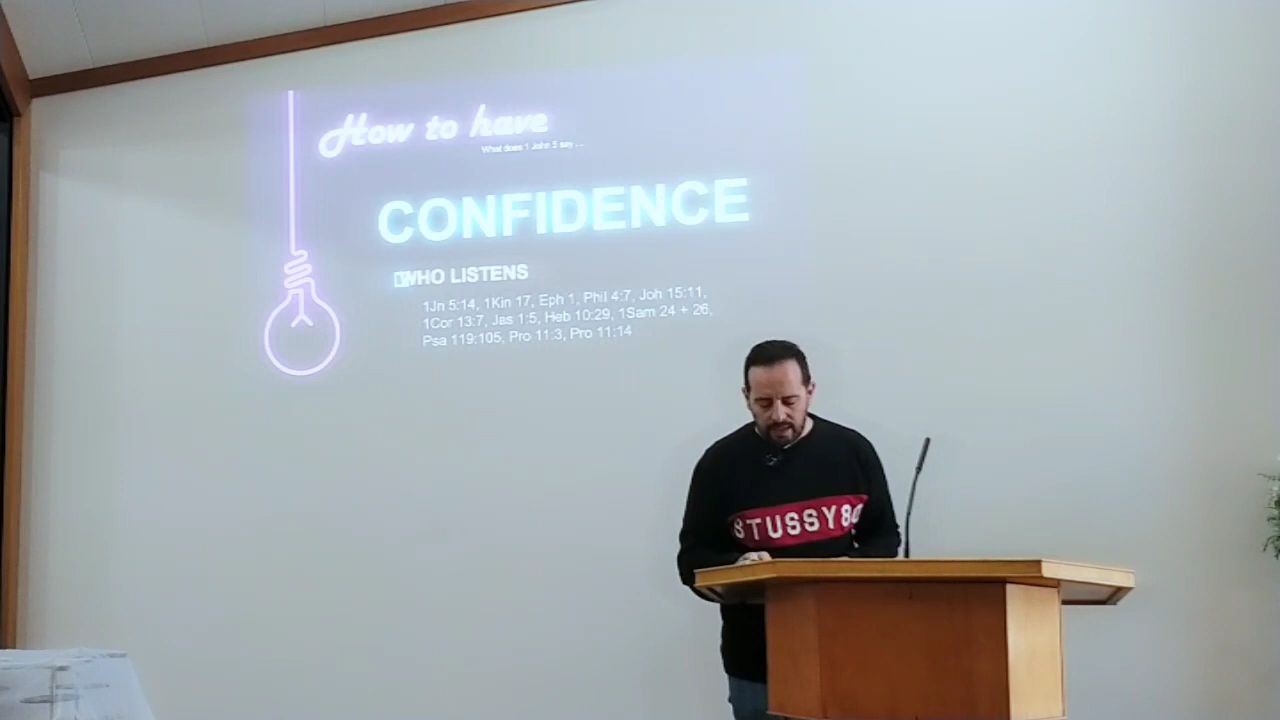 How to have
What does 1 John 5 say ...
CONFIDENCE
WHO LISTENS
1Jn 5:14, 1Kin 17, Eph 1, Phil 4:7, Joh 15:11,
1Cor 13:7, Jas 1:5, Heb 10:29, 1Sam 24 + 26,
Psa 119:105, Pro 11:3, Pro 11:14
STUSSY80